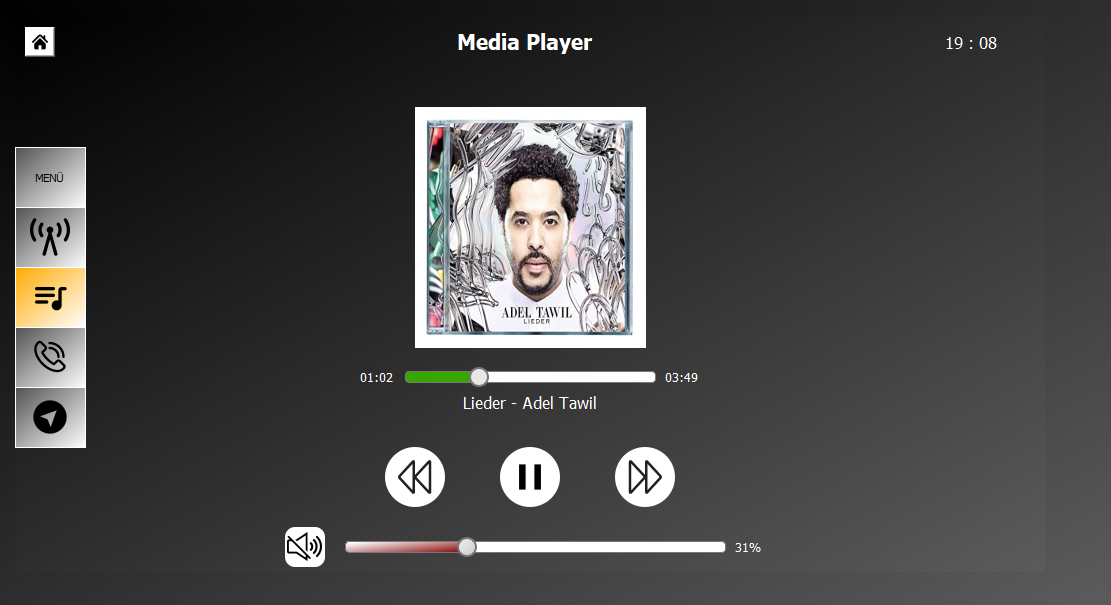 Media Player
19 : 08
MENÜ
ADEL TAWIL
LIEDER
01:02
03:49
Lieder - Adel Tawil
31%